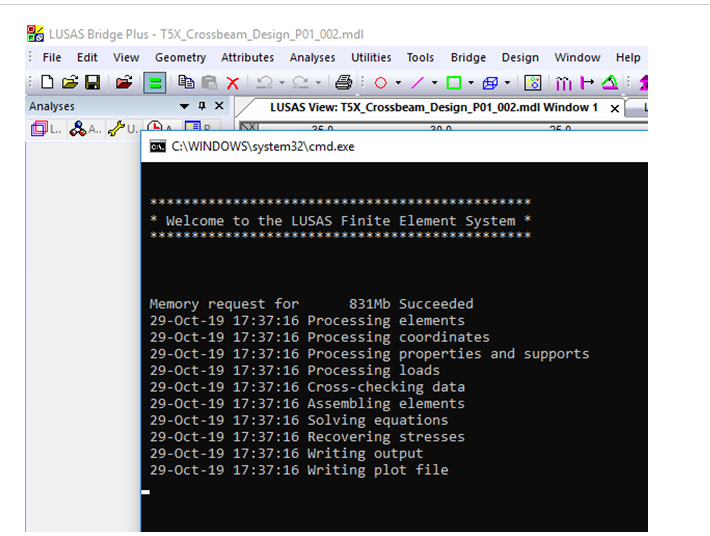 LUSAS Bridge Plus - T5X_Crossbeam_Design_P01_002.mdl
File Edit View Geometry Attributes Analyses Utilities Tools Bridge Design Window Help
Analyses
LUSAS View: T5X_Crossbeam_Design_P01_002.mdl Window 1
L.. A.. U.
C:\WINDOWS\system32\cmd.exe
***********************************************
* Welcome to the LUSAS Finite Element System *
***********************************************
Memory request for 831Mb Succeeded
29-Oct-19 17:37:16 Processing elements
29-Oct-19 17:37:16 Processing coordinates
29-Oct-19 17:37:16 Processing properties and supports
29-Oct-19 17:37:16 Processing loads
29-Oct-19 17:37:16 Cross-checking data
29-Oct-19 17:37:16 Assembling elements
29-Oct-19 17:37:16 Solving equations
29-Oct-19 17:37:16 Recovering stresses
29-Oct-19 17:37:16 Writing output
29-Oct-19 17:37:16 Writing plot file